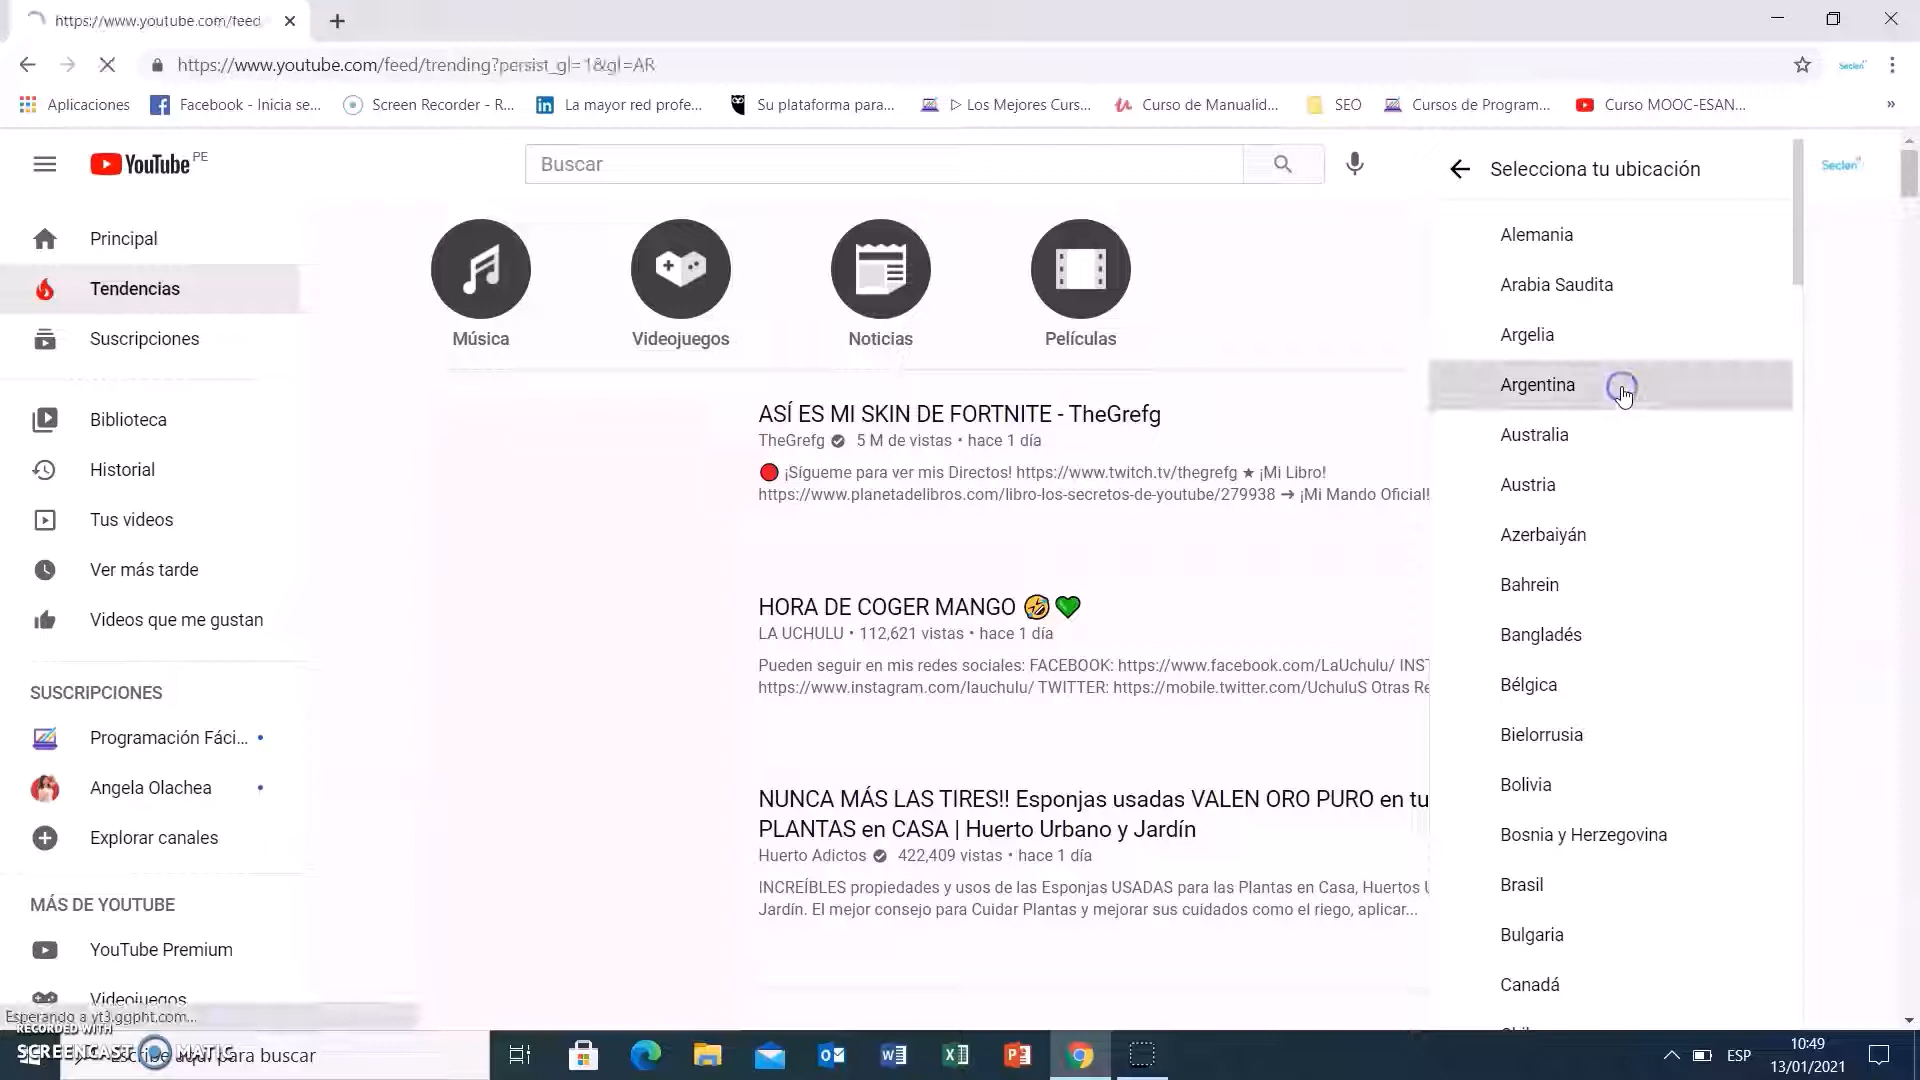 https://www.youtube.com/feed
https://www.youtube.com/feed/trending?persist_gl=1&gl=AR
Seclen
Aplicaciones
Facebook - Inicia se...
Screen Recorder - R...
La mayor red profe...
Su plataforma para...
▷ Los Mejores Curs...
Curso de Manualid...
SEO
Cursos de Program...
Curso MOOC-ESAN...
»
YouTube PE
Buscar
Selecciona tu ubicación
Seclen
Principal
Tendencias
Suscripciones
Biblioteca
Historial
Tus videos
Ver más tarde
Videos que me gustan
SUSCRIPCIONES
Programación Fáci... •
Angela Olachea •
Explorar canales
MÁS DE YOUTUBE
YouTube Premium
Videojuegos
Música
Videojuegos
Noticias
Películas
ASÍ ES MI SKIN DE FORTNITE - TheGrefg
TheGrefg 5 M de vistas • hace 1 día
🔴 ¡Sígueme para ver mis Directos! https://www.twitch.tv/thegrefg ★ ¡Mi Libro!
https://www.planetadelibros.com/libro-los-secretos-de-youtube/279938 ➔ ¡Mi Mando Oficial!
HORA DE COGER MANGO 🤣💚
LA UCHULU • 112,621 vistas • hace 1 día
Pueden seguir en mis redes sociales: FACEBOOK: https://www.facebook.com/LaUchulu/ INST
https://www.instagram.com/lauchulu/ TWITTER: https://mobile.twitter.com/UchuluS Otras Re
NUNCA MÁS LAS TIRES!! Esponjas usadas VALEN ORO PURO en tu
PLANTAS en CASA | Huerto Urbano y Jardín
Huerto Adictos 422,409 vistas • hace 1 día
INCREÍBLES propiedades y usos de las Esponjas USADAS para las Plantas en Casa, Huertos U
Jardín. El mejor consejo para Cuidar Plantas y mejorar sus cuidados como el riego, aplicar...
Alemania
Arabia Saudita
Argelia
Argentina
Australia
Austria
Azerbaiyán
Bahrein
Bangladés
Bélgica
Bielorrusia
Bolivia
Bosnia y Herzegovina
Brasil
Bulgaria
Canadá
Esperando a yt3.ggpht.com...
RECORDED WITH
SCREENCAST MATIC
Escribe aquí para buscar
ESP
10:49
13/01/2021